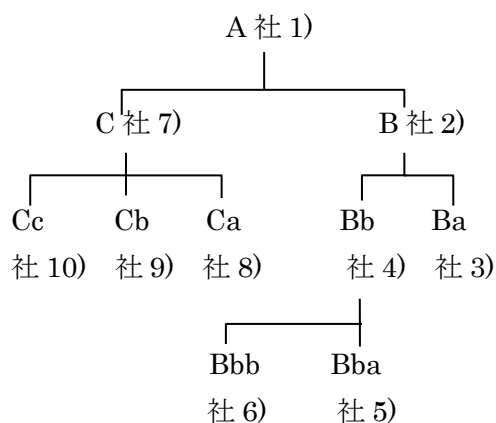 A 社 1)
C 社 7) B 社 2)
Cc Cb Ca Bb Ba
社 10) 社 9) 社 8) 社 4) 社 3)
Bbb Bba
社 6) 社 5)